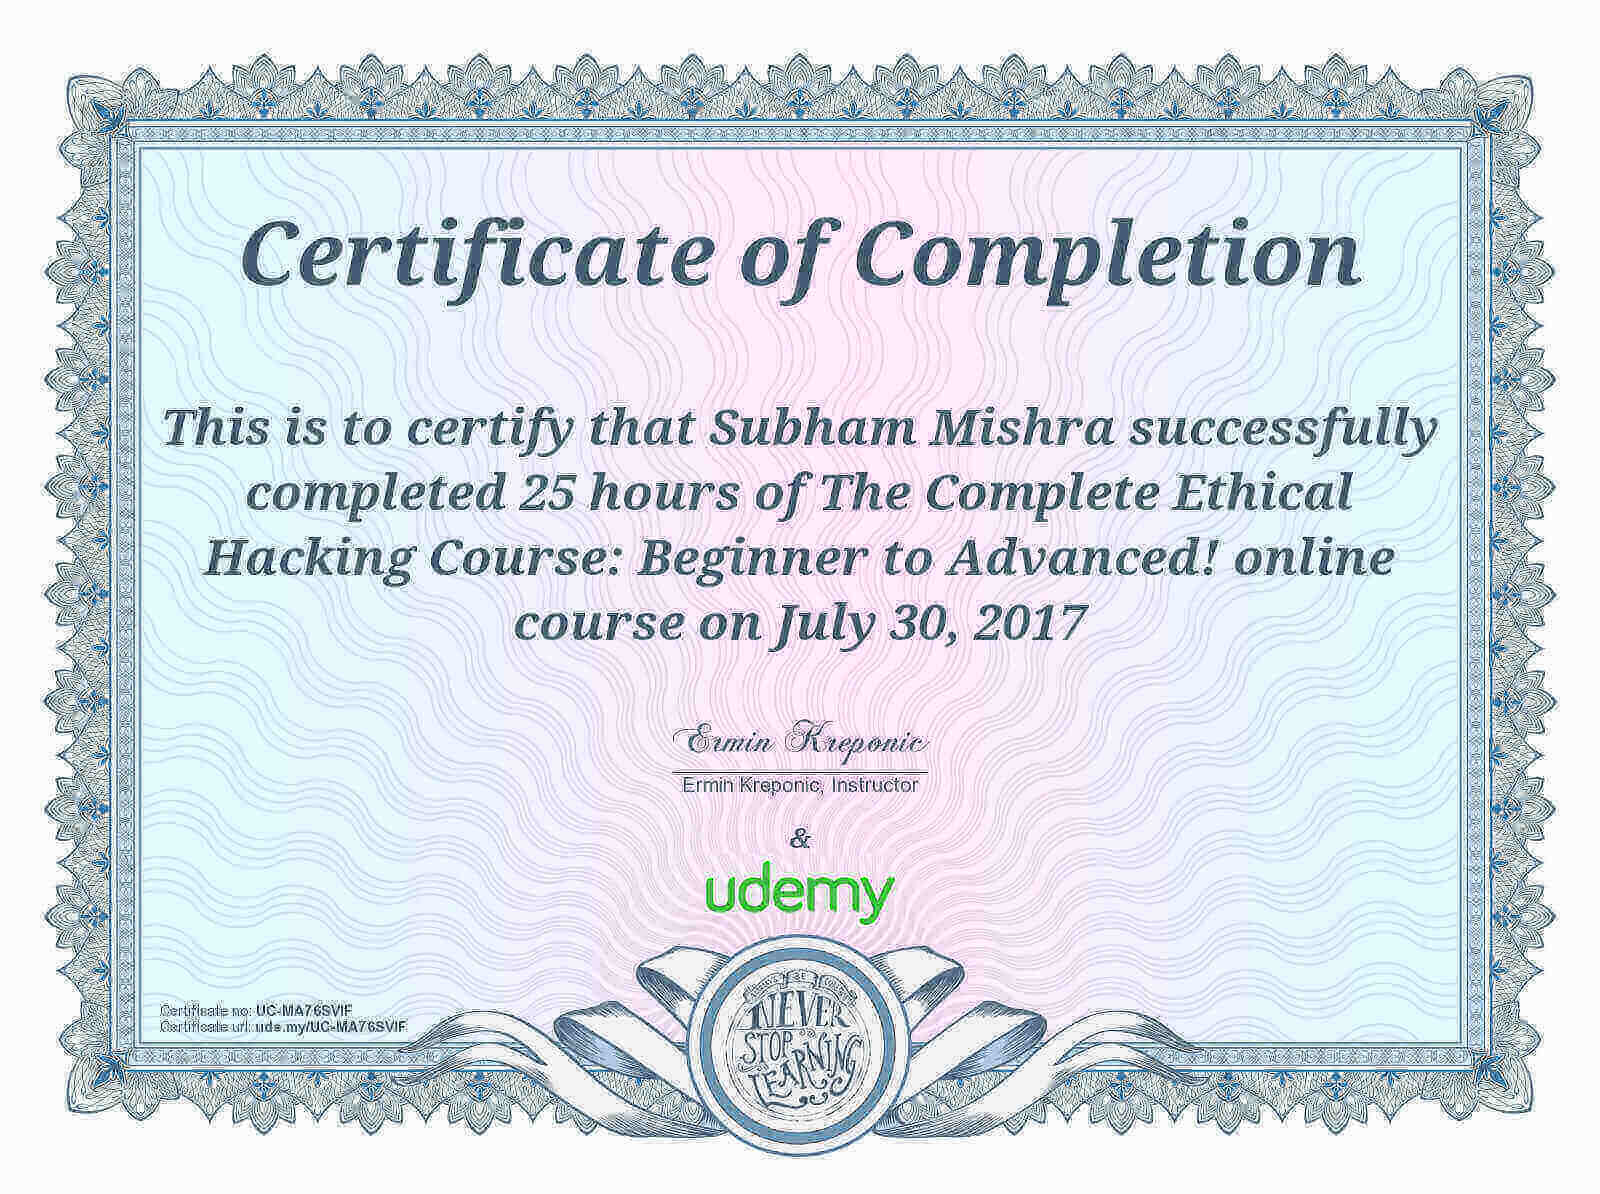 Certificate of Completion
This is to certify that Subham Mishra successfully
completed 25 hours of The Complete Ethical
Hacking Course: Beginner to Advanced! online
course on July 30, 2017
Ermin Kreponic
Ermin Kreponic, Instructor
&
udemy
Certificate no: UC-MA76SVIF
Certificate url: ude.my/UC-MA76SVIF
NEVER
STOP
LEARNING